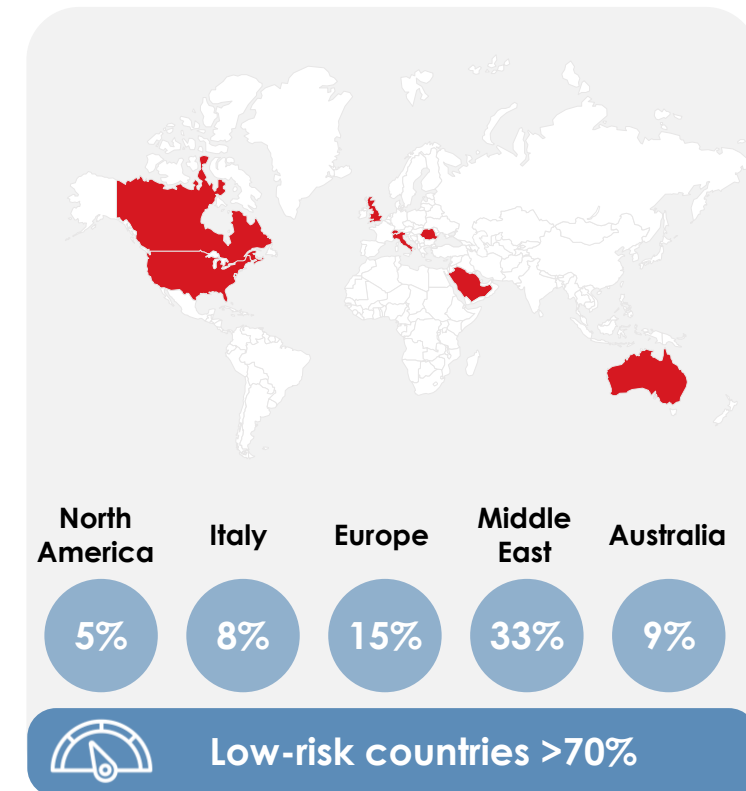 North
America
Italy
Europe
Middle
East
Australia
5%
8%
15%
33%
9%
Low-risk countries >70%